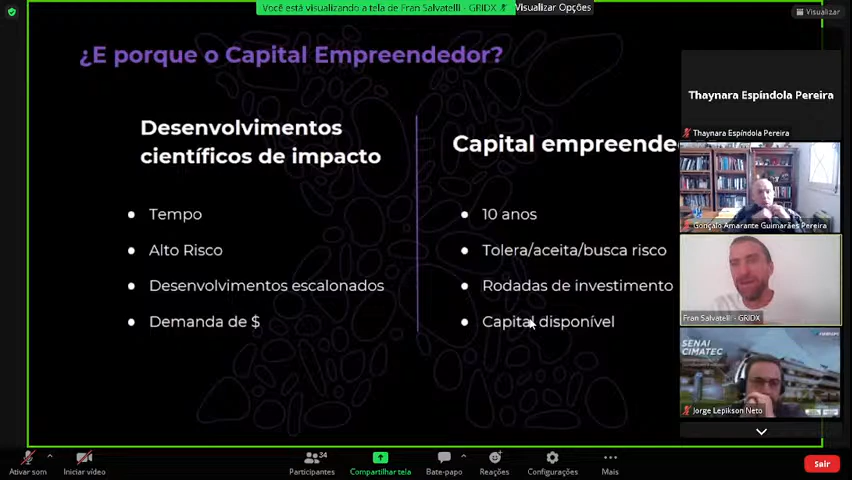 Você está visualizando a tela de Fran Salvatelli - GRIDX
Visualizar Opções
Visualizar
¿E porque o Capital Empreendedor?
Desenvolvimentos
científicos de impacto
Tempo
Alto Risco
Desenvolvimentos escalonados
Demanda de $
Capital empreende
10 anos
Tolera/aceita/busca risco
Rodadas de investimento
Capital disponível
Thaynara Espíndola Pereira
Thaynara Espíndola Pereira
Gonçalo Amarante Guimarães Pereira
Fran Salvatelli - GRIDX
SENAI
CIMATEC
Jorge Lepikson Neto
Ativar som
Iniciar vídeo
34
Participantes
Compartilhar tela
Bate-papo
Reações
Configurações
Mais
Sair